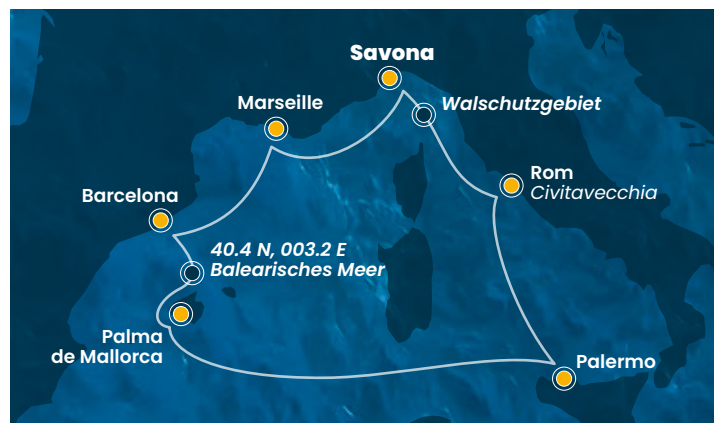 Savona
Marseille
Walschutzgebiet
Rom
Civitavecchia
Barcelona
40.4 N, 003.2 E
Balearisches Meer
Palma
de Mallorca
Palermo